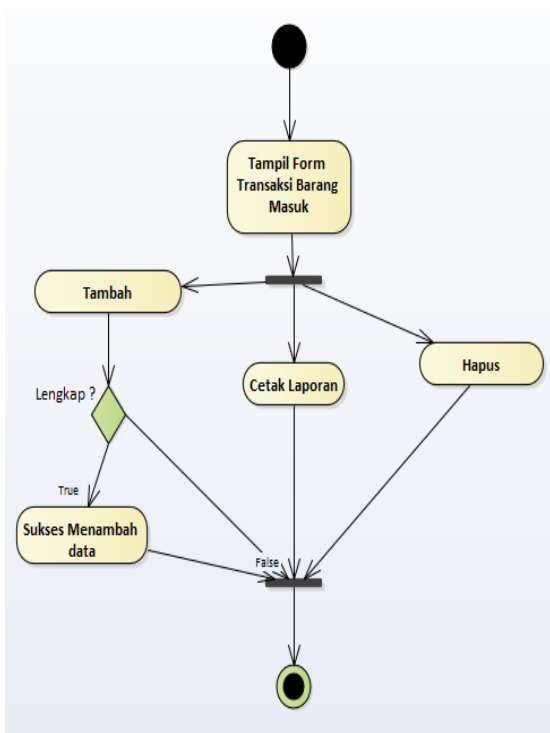 Tampil Form
Transaksi Barang
Masuk
Tambah
Cetak Laporan
Hapus
Lengkap ?
True
Sukses Menambah
data
False